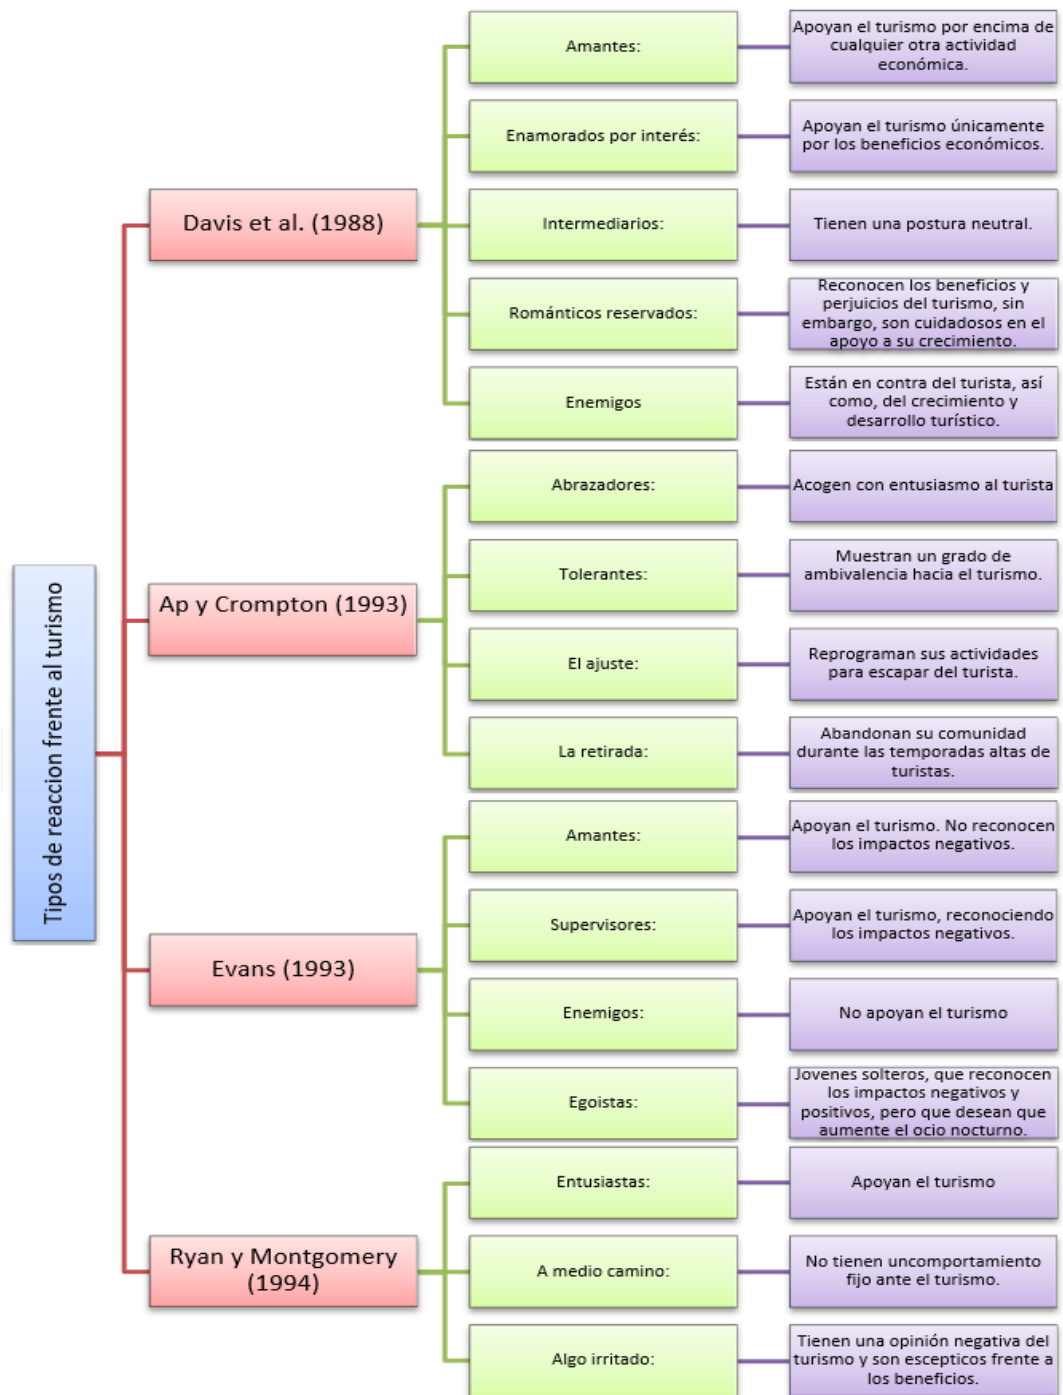 Tipos de reaccion frente al turismo
Davis et al. (1988)
Amantes:
Apoyan el turismo por encima de
cualquier otra actividad
económica.
Enamorados por interés:
Apoyan el turismo únicamente
por los beneficios económicos.
Intermediarios:
Tienen una postura neutral.
Románticos reservados:
Reconocen los beneficios y
perjuicios del turismo, sin
embargo, son cuidadosos en el
apoyo a su crecimiento.
Enemigos
Están en contra del turista, así
como, del crecimiento y
desarrollo turístico.
Ap y Crompton (1993)
Abrazadores:
Acogen con entusiasmo al turista
Tolerantes:
Muestran un grado de
ambivalencia hacia el turismo.
El ajuste:
Reprograman sus actividades
para escapar del turista.
La retirada:
Abandonan su comunidad
durante las temporadas altas de
turistas.
Evans (1993)
Amantes:
Apoyan el turismo. No reconocen
los impactos negativos.
Supervisores:
Apoyan el turismo, reconociendo
los impactos negativos.
Enemigos:
No apoyan el turismo
Egoistas:
Jovenes solteros, que reconocen
los impactos negativos y
positivos, pero que desean que
aumente el ocio nocturno.
Ryan y Montgomery
(1994)
Entusiastas:
Apoyan el turismo
A medio camino:
No tienen uncomportamiento
fijo ante el turismo.
Algo irritado:
Tienen una opinión negativa del
turismo y son escepticos frente a
los beneficios.